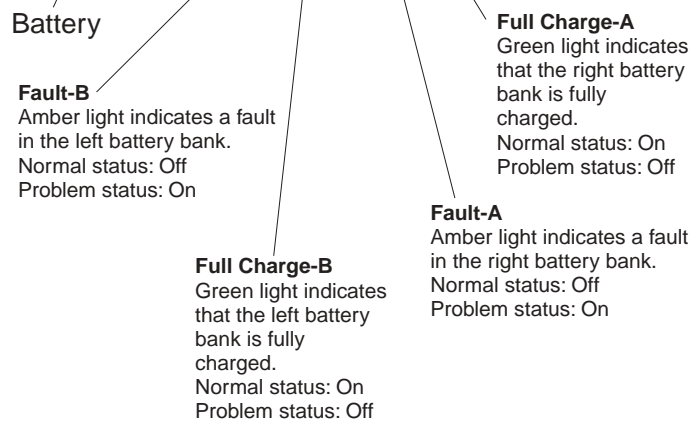 Battery
Fault-B
Amber light indicates a fault
in the left battery bank.
Normal status: Off
Problem status: On
Full Charge-B
Green light indicates
that the left battery
bank is fully
charged.
Normal status: On
Problem status: Off
Fault-A
Amber light indicates a fault
in the right battery bank.
Normal status: Off
Problem status: On
Full Charge-A
Green light indicates
that the right battery
bank is fully
charged.
Normal status: On
Problem status: Off